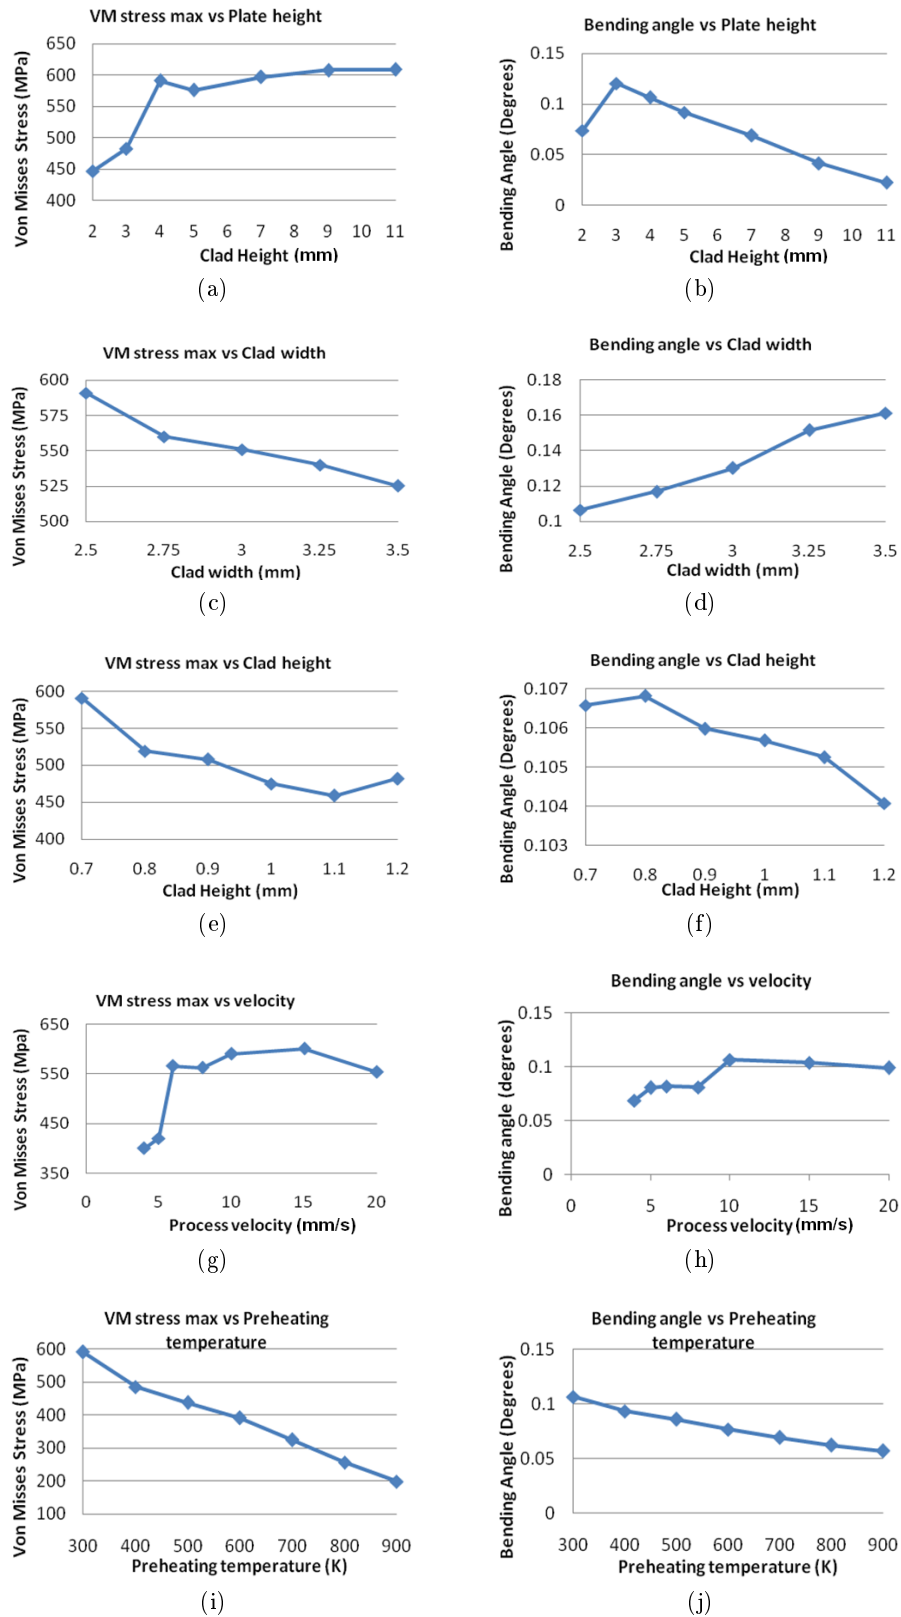 VM stress max vs Plate height
Von Misses Stress (MPa)
650
600
550
500
450
400
2 3 4 5 6 7 8 9 10 11
Clad Height (mm)
(a)
Bending angle vs Plate height
Bending Angle (Degrees)
0.15
0.1
0.05
0
2 3 4 5 6 7 8 9 10 11
Clad Height (mm)
(b)
VM stress max vs Clad width
Von Misses Stress (MPa)
600
575
550
525
500
2.5 2.75 3 3.25 3.5
Clad width (mm)
(c)
Bending angle vs Clad width
Bending Angle (Degrees)
0.18
0.16
0.14
0.12
0.1
2.5 2.75 3 3.25 3.5
Clad width (mm)
(d)
VM stress max vs Clad height
Von Misses Stress (MPa)
600
550
500
450
400
0.7 0.8 0.9 1 1.1 1.2
Clad Height (mm)
(e)
Bending angle vs Clad height
Bending Angle (Degrees)
0.107
0.106
0.105
0.104
0.103
0.7 0.8 0.9 1 1.1 1.2
Clad Height (mm)
(f)
VM stress max vs velocity
Von Misses Stress (Mpa)
650
550
450
350
0 5 10 15 20
Process velocity (mm/s)
(g)
Bending angle vs velocity
Bending angle (degrees)
0.15
0.1
0.05
0
0 5 10 15 20
Process velocity (mm/s)
(h)
VM stress max vs Preheating
temperature
Von Misses Stress (MPa)
600
500
400
300
200
100
300 400 500 600 700 800 900
Preheating temperature (K)
(i)
Bending angle vs Preheating
temperature
Bending Angle (Degrees)
0.15
0.1
0.05
0
300 400 500 600 700 800 900
Preheating temperature (K)
(j)